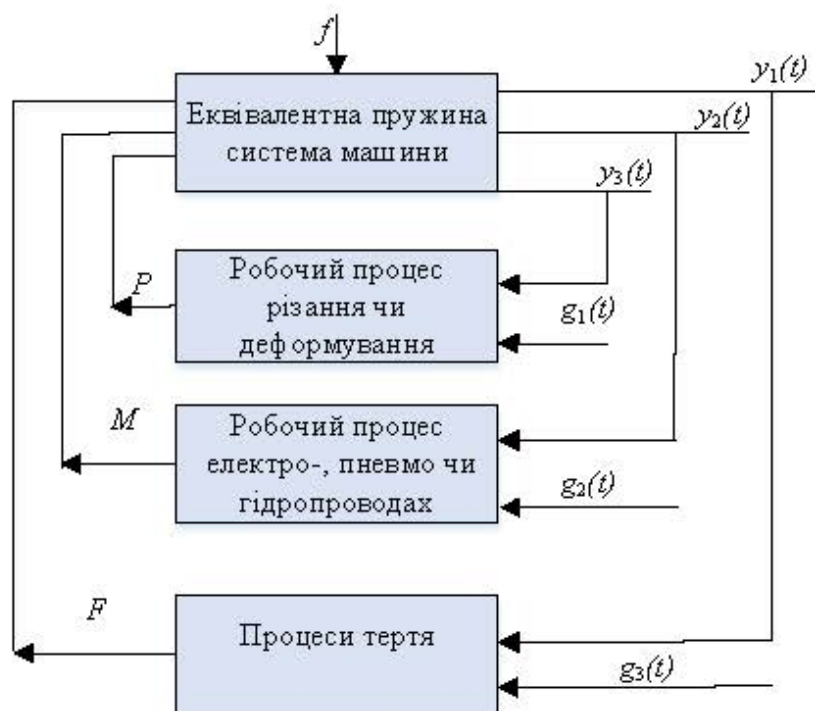 f
y₁(t)
Еквівалентна пружина
система машини
y₂(t)
y₃(t)
Робочий процес
різання чи
деформування
P
g₁(t)
M
Робочий процес
електро-, пневмо чи
гідропроводах
g₂(t)
F
Процеси тертя
g₃(t)